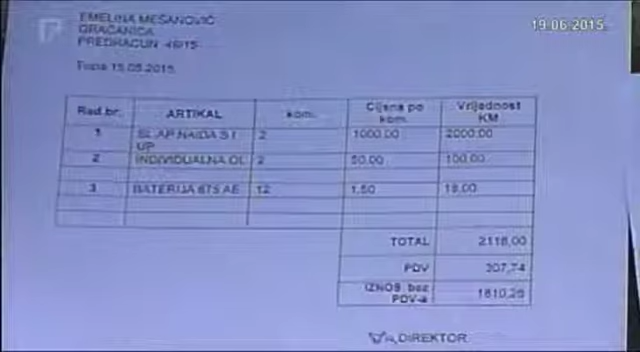 19.06.2015
EMELINA MEŠANOVIĆ
GRAČANICA
PREDRAČUN 46/15
Tuzla 15.05.2015
Red.br. ARTIKAL kom. Cijena po kom. Vrijednost KM
1 NAIDA S I UP 2 1000,00 2000,00
2 INDIVIDUALNA OL 2 50,00 100,00
3 BATERIJA 675 AE 12 1,50 18,00
TOTAL 2118,00
PDV 307,74
IZNOS bez PDV-a 1810,26
DIREKTOR